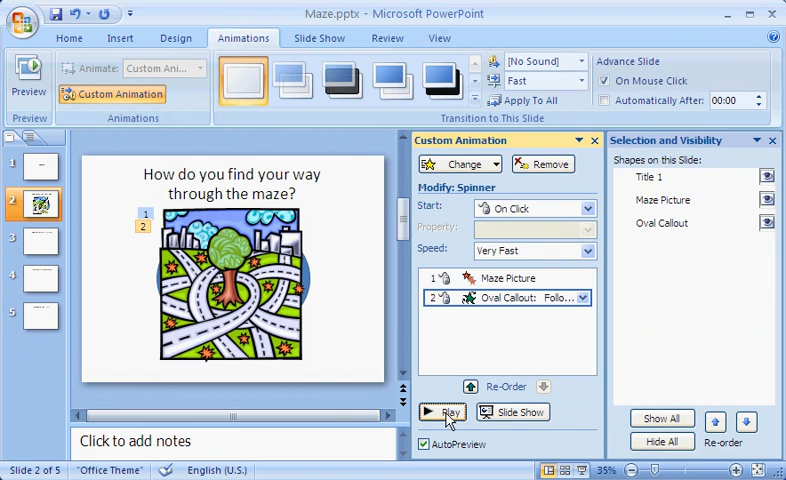 Maze.pptx - Microsoft PowerPoint
Home Insert Design Animations Slide Show Review View
Preview
Preview
Animate: Custom Ani...
Custom Animation
Animations
[No Sound]
Fast
Apply To All
Transition to This Slide
Advance Slide
On Mouse Click
Automatically After: 00:00
1
2
3
4
5
How do you find your way
through the maze?
1
2
Click to add notes
Custom Animation
Change
Remove
Modify: Spinner
Start: On Click
Property:
Speed: Very Fast
1 Maze Picture
2 Oval Callout: Follo...
Re-Order
Play
Slide Show
AutoPreview
Selection and Visibility
Shapes on this Slide:
Title 1
Maze Picture
Oval Callout
Show All
Hide All
Re-order
Slide 2 of 5 "Office Theme" English (U.S.) 35%